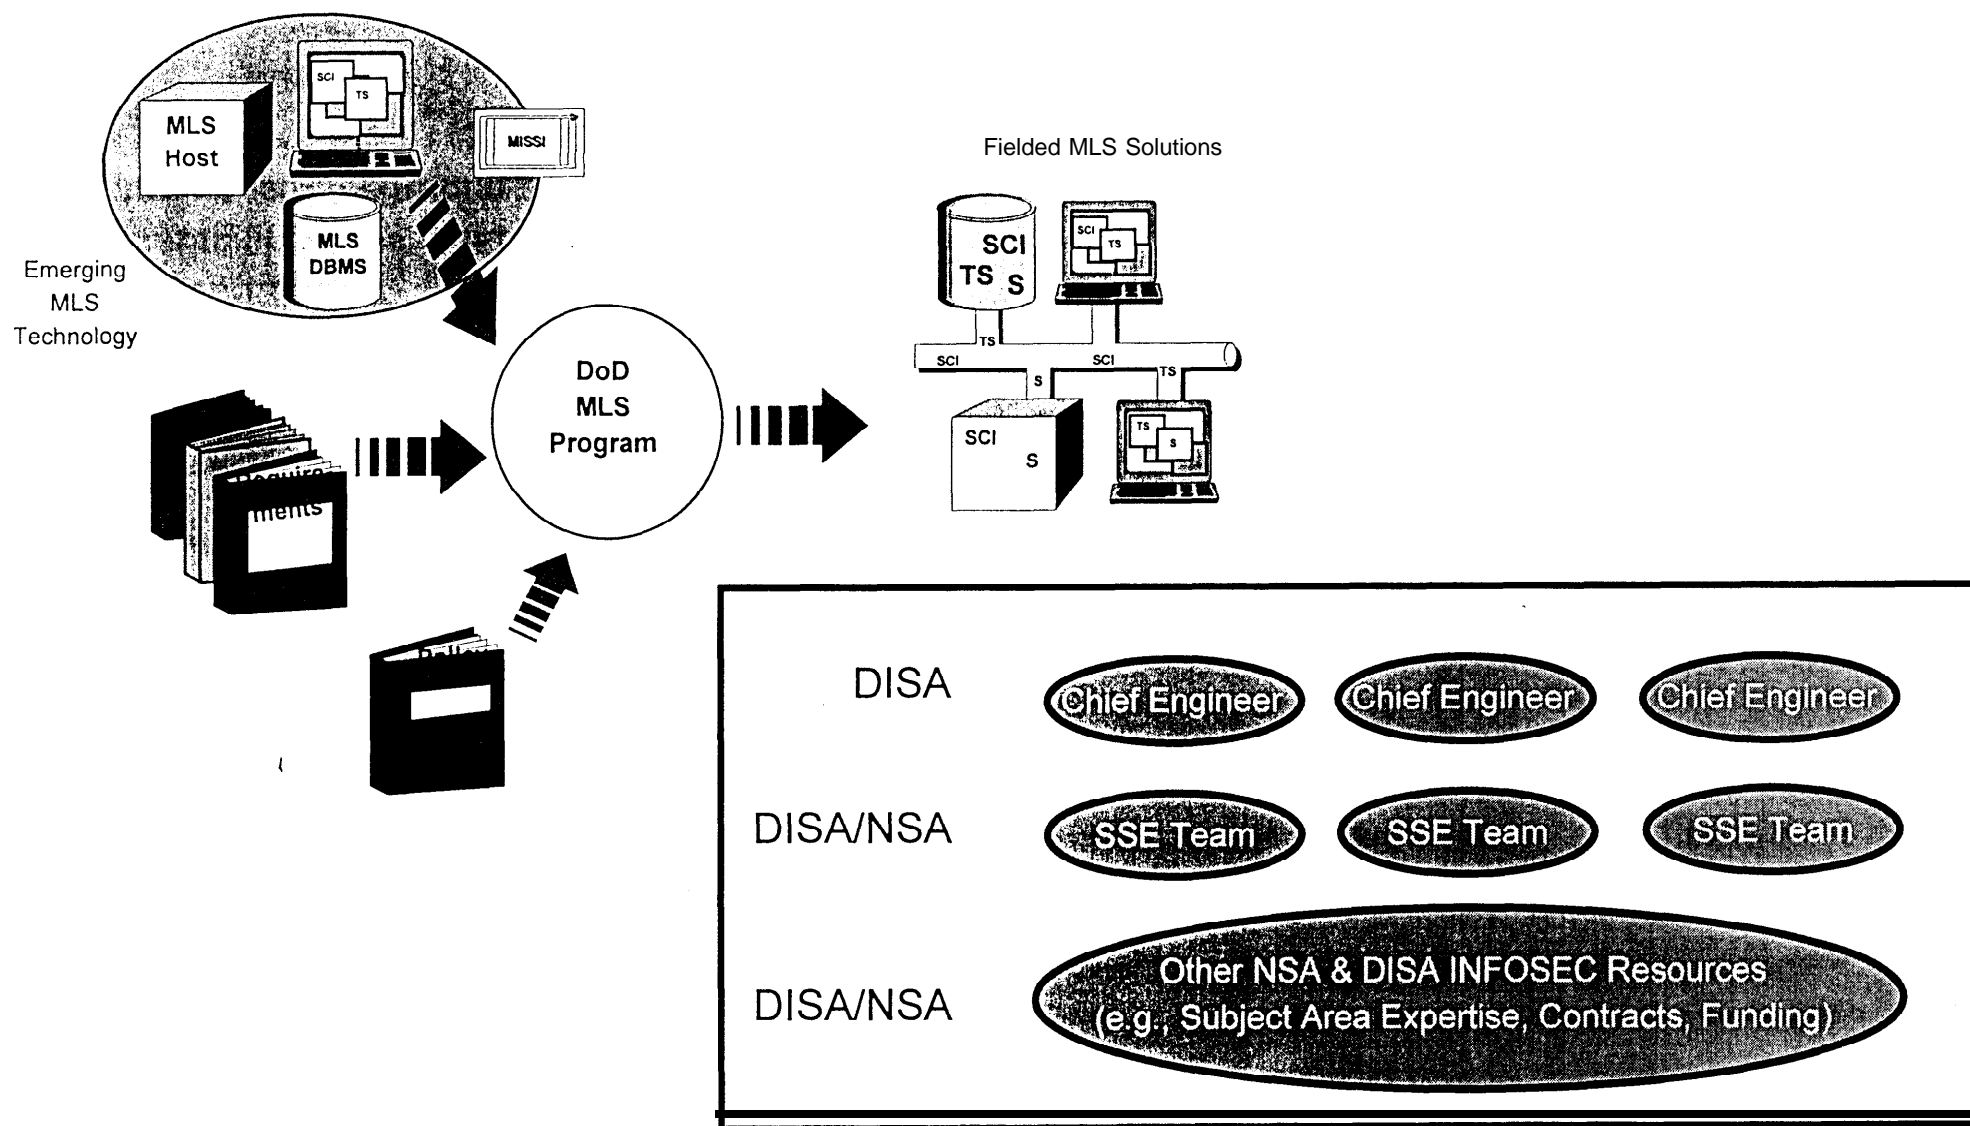 SCI
TS
MLS
Host
MISSI
MLS
DBMS
Emerging
MLS
Technology
Fielded MLS Solutions
SCI
TS
S
SCI
TS
TS
SCI
SCI
S
TS
SCI
S
TS
S
DoD
MLS
Program
Require
ments
DISA
Chief Engineer
Chief Engineer
Chief Engineer
DISA/NSA
SSE Team
SSE Team
SSE Team
DISA/NSA
Other NSA & DISA INFOSEC Resources
(e.g., Subject Area Expertise, Contracts, Funding)